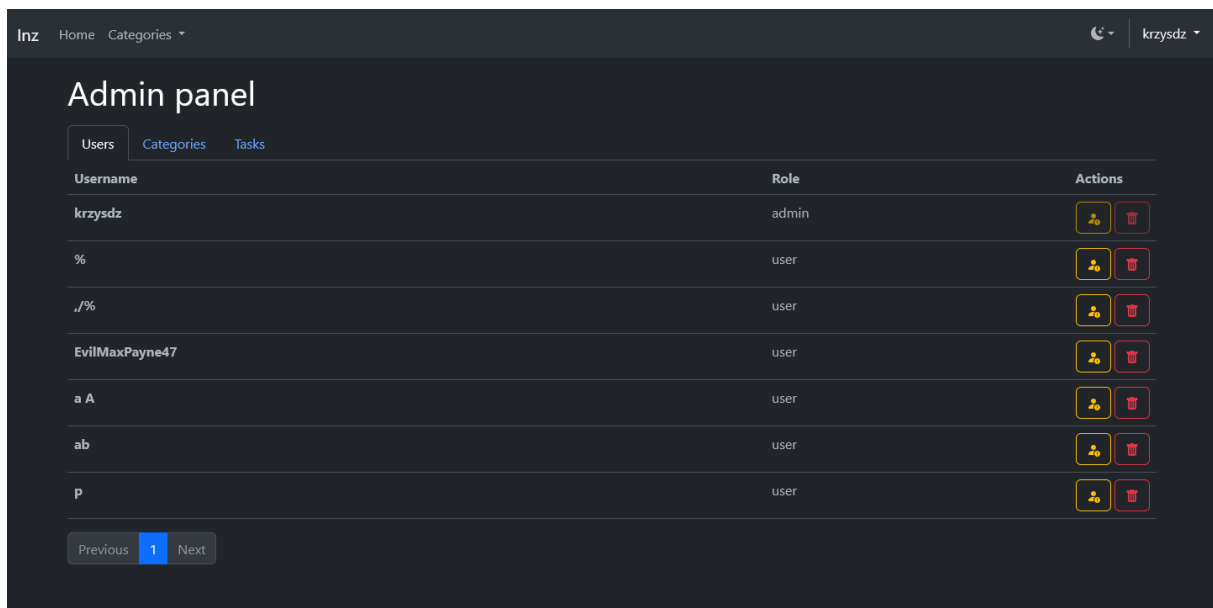 Inz Home Categories krzysdz
Admin panel
Users Categories Tasks
Username Role Actions
krzysdz admin
% user
,/% user
EvilMaxPayne47 user
a A user
ab user
p user
Previous 1 Next